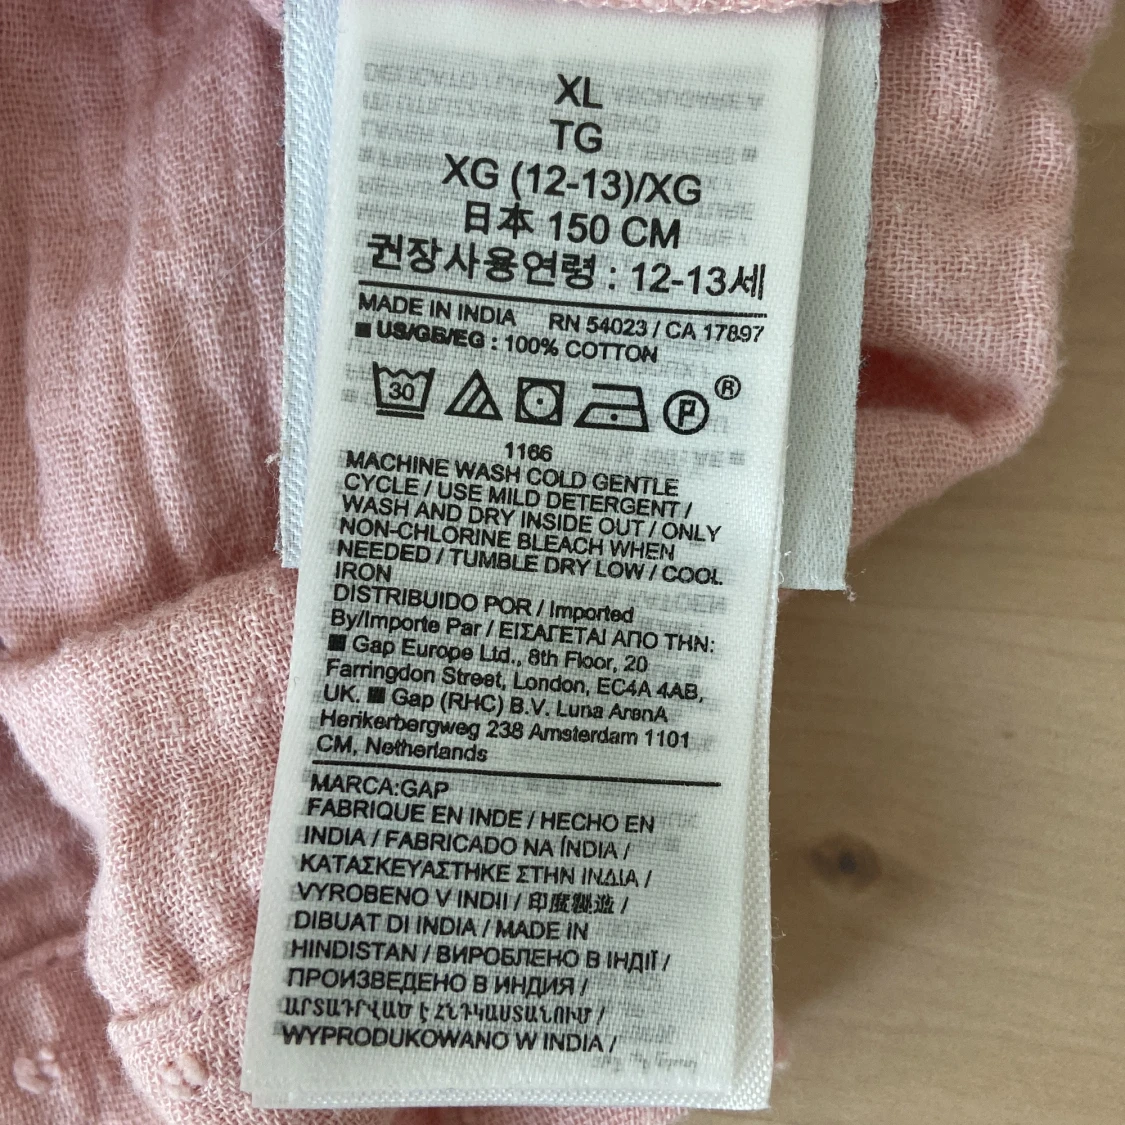 XL
TG
XG (12-13)/XG
日本 150 CM
권장사용연령 : 12-13세
MADE IN INDIA RN 54023 / CA 17897
■ US/GB/EG : 100% COTTON
30 P ®
1166
MACHINE WASH COLD GENTLE
CYCLE / USE MILD DETERGENT /
WASH AND DRY INSIDE OUT / ONLY
NON-CHLORINE BLEACH WHEN
NEEDED / TUMBLE DRY LOW / COOL
IRON
DISTRIBUIDO POR / Imported
By/Importe Par / ΕΙΣΑΓΕΤΑΙ ΑΠΟ ΤΗΝ:
■ Gap Europe Ltd., 8th Floor, 20
Farringdon Street, London, EC4A 4AB,
UK. ■ Gap (RHC) B.V. Luna ArenA
Herikerbergweg 238 Amsterdam 1101
CM, Netherlands
MARCA:GAP
FABRIQUE EN INDE / HECHO EN
INDIA / FABRICADO NA ÍNDIA /
ΚΑΤΑΣΚΕΥΑΣΤΗΚΕ ΣΤΗΝ ΙΝΔΙΑ /
VYROBENO V INDII / 印度製造 /
DIBUAT DI INDIA / MADE IN
HINDISTAN / ВИРОБЛЕНО В ІНДІЇ /
ПРОИЗВЕДЕНО В ИНДИЯ /
ԱՐՏԱԴՐՎԱԾ Է ՀՆԴԿԱՍՏԱՆՈՒՄ /
WYPRODUKOWANO W INDIA /